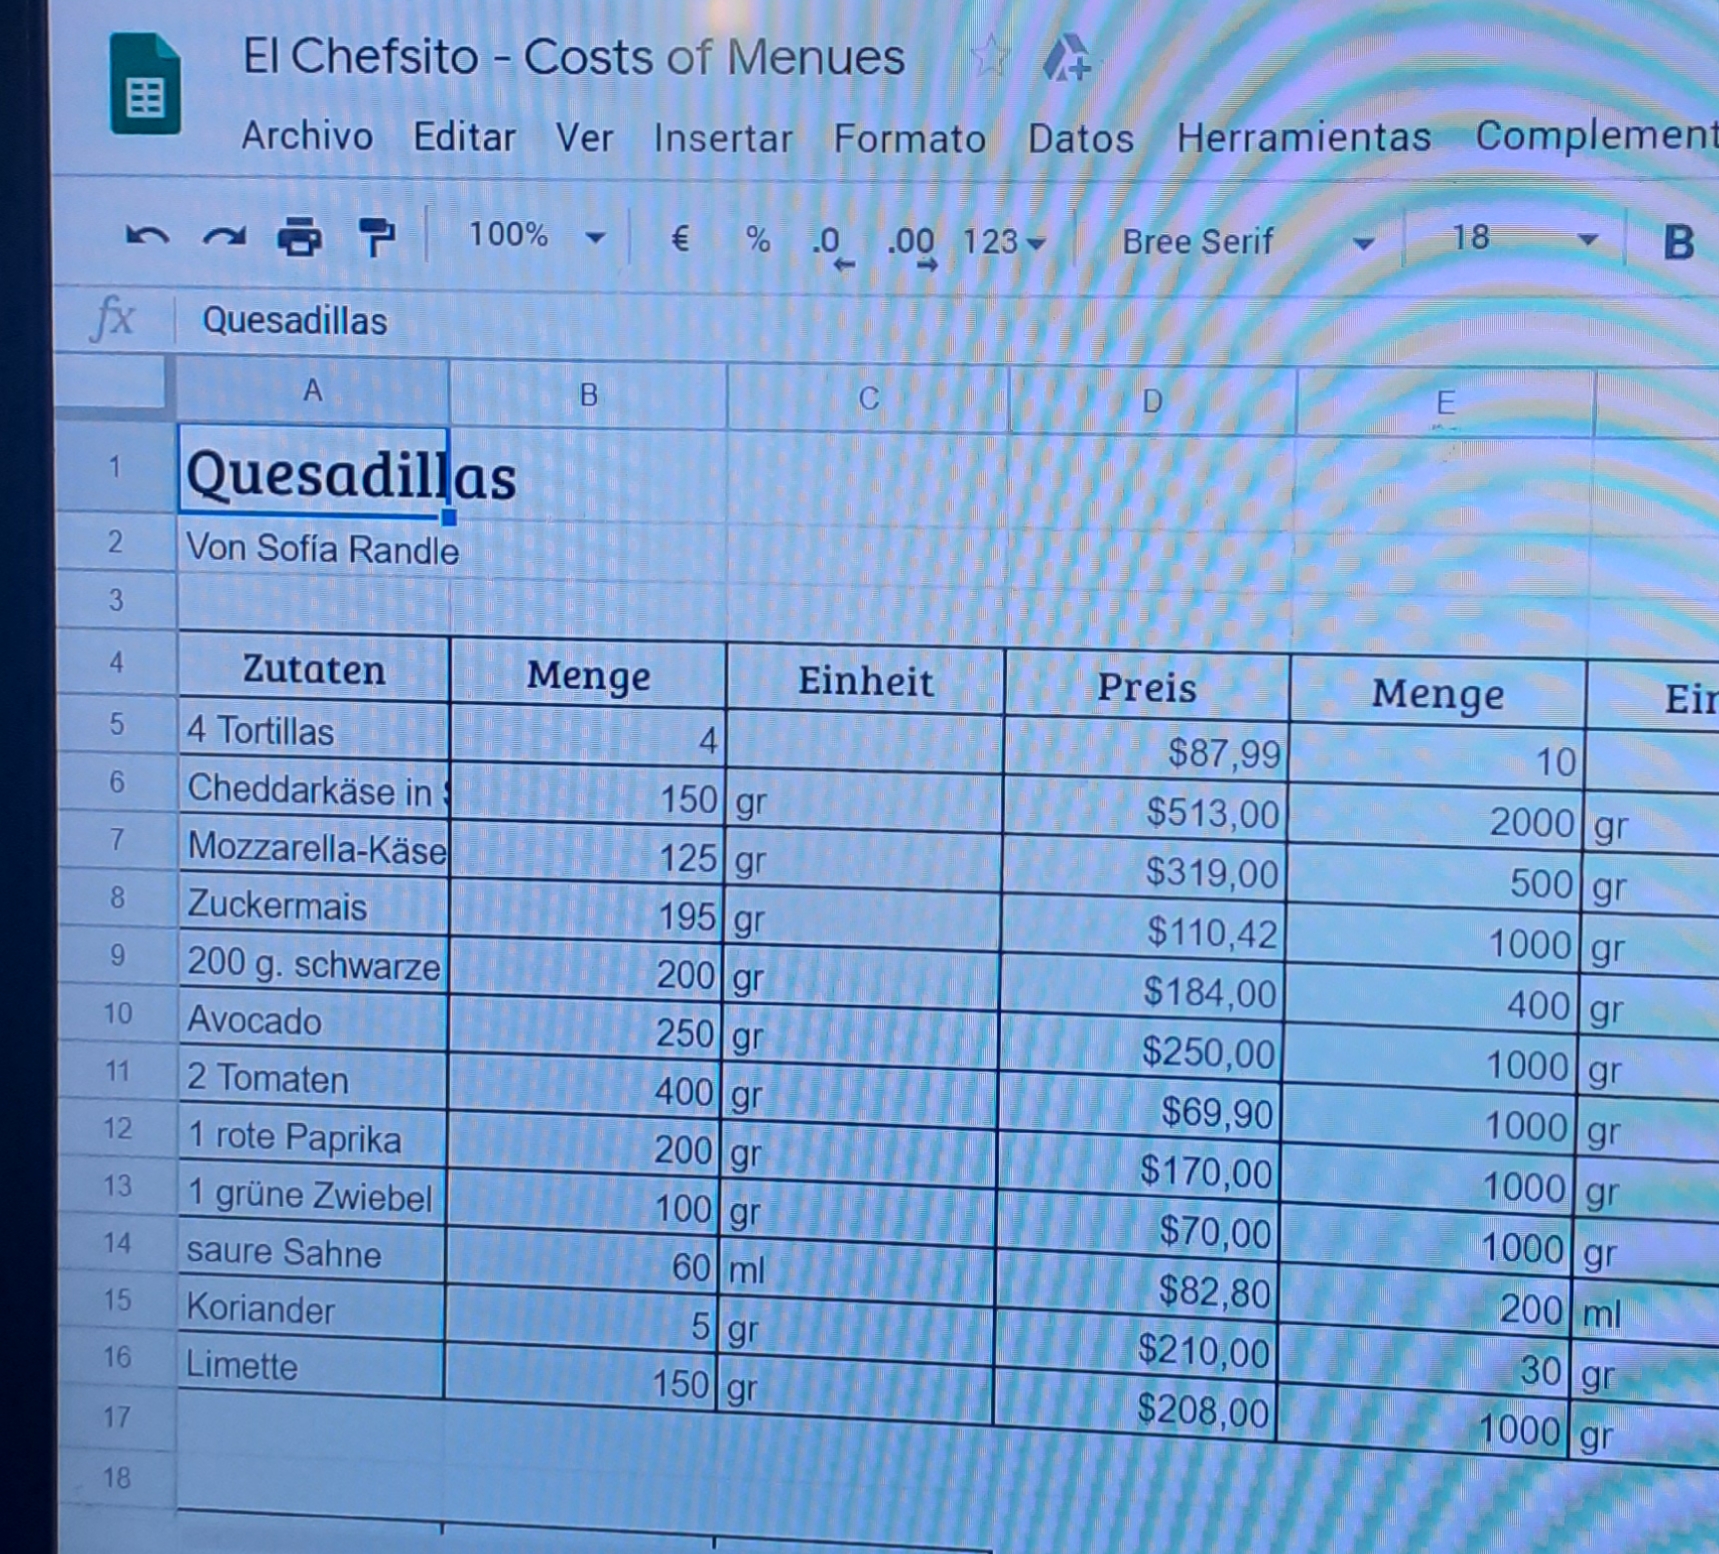 El Chefsito - Costs of Menues
Archivo Editar Ver Insertar Formato Datos Herramientas
100% € % .0 .00 123 Bree Serif 18 B
fx Quesadillas
A B C D E
1 Quesadillas
2 Von Sofía Randle
3
4 Zutaten Menge Einheit Preis Menge
5 4 Tortillas 4 $87,99 10
6 Cheddarkäse in 150 gr $513,00 2000 gr
7 Mozzarella-Käse 125 gr $319,00 500 gr
8 Zuckermais 195 gr $110,42 1000 gr
9 200 g. schwarze 200 gr $184,00 400 gr
10 Avocado 250 gr $250,00 1000 gr
11 2 Tomaten 400 gr $69,90 1000 gr
12 1 rote Paprika 200 gr $170,00 1000 gr
13 1 grüne Zwiebel 100 gr $70,00 1000 gr
14 saure Sahne 60 ml $82,80 200 ml
15 Koriander 5 gr $210,00 30 gr
16 Limette 150 gr $208,00 1000 gr
17
18